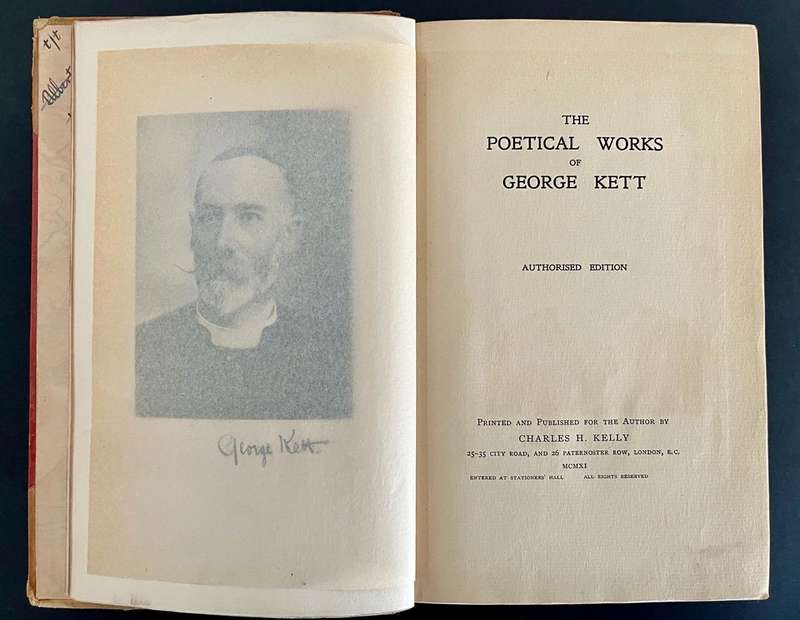 t/t
Albert
George Kett.
THE
POETICAL WORKS
OF
GEORGE KETT
AUTHORISED EDITION
PRINTED AND PUBLISHED FOR THE AUTHOR BY
CHARLES H. KELLY
25-35 CITY ROAD, AND 26 PATERNOSTER ROW, LONDON, E.C.
MCMXI
ENTERED AT STATIONERS' HALL ALL RIGHTS RESERVED